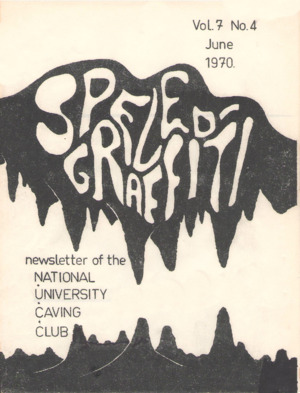 Vol.7 No.4
June
1970.
SPELEO-
GRAFFITI
newsletter of the
NATIONAL
UNIVERSITY
CAVING
CLUB